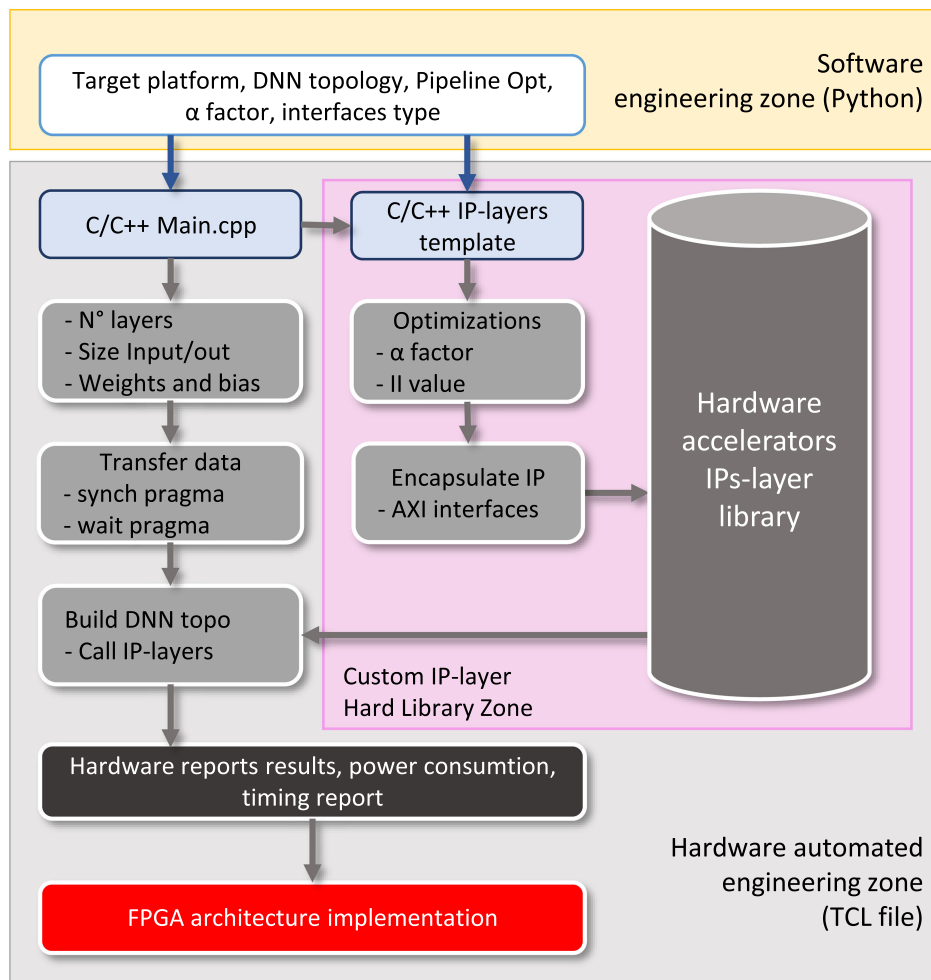 Target platform, DNN topology, Pipeline Opt,
α factor, interfaces type
Software
engineering zone (Python)
C/C++ Main.cpp
C/C++ IP-layers
template
- N° layers
- Size Input/out
- Weights and bias
Optimizations
- α factor
- II value
Transfer data
- synch pragma
- wait pragma
Encapsulate IP
- AXI interfaces
Hardware
accelerators
IPs-layer
library
Build DNN topo
- Call IP-layers
Custom IP-layer
Hard Library Zone
Hardware reports results, power consumtion,
timing report
Hardware automated
engineering zone
(TCL file)
FPGA architecture implementation